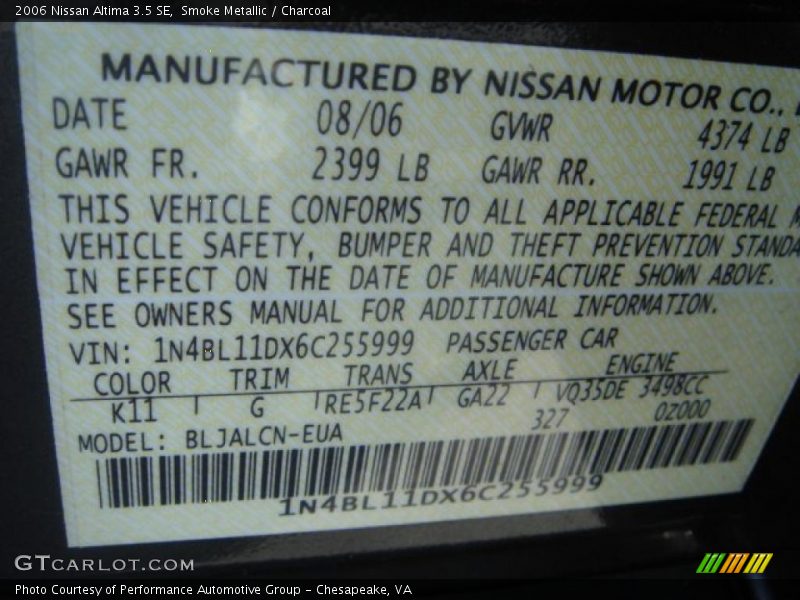 2006 Nissan Altima 3.5 SE, Smoke Metallic / Charcoal
MANUFACTURED BY NISSAN MOTOR CO.,
DATE 08/06 GVWR 4374 LB
GAWR FR. 2399 LB GAWR RR. 1991 LB
THIS VEHICLE CONFORMS TO ALL APPLICABLE FEDERAL
VEHICLE SAFETY, BUMPER AND THEFT PREVENTION STANDA
IN EFFECT ON THE DATE OF MANUFACTURE SHOWN ABOVE.
SEE OWNERS MANUAL FOR ADDITIONAL INFORMATION.
VIN: 1N4BL11DX6C255999 PASSENGER CAR
COLOR TRIM TRANS AXLE ENGINE
K11 G RE5F22A GA22 VQ35DE 3498CC
327 0Z000
MODEL: BLJALCN-EUA
1N4BL11DX6C255999
GTCARLOT.COM
Photo Courtesy of Performance Automotive Group - Chesapeake, VA